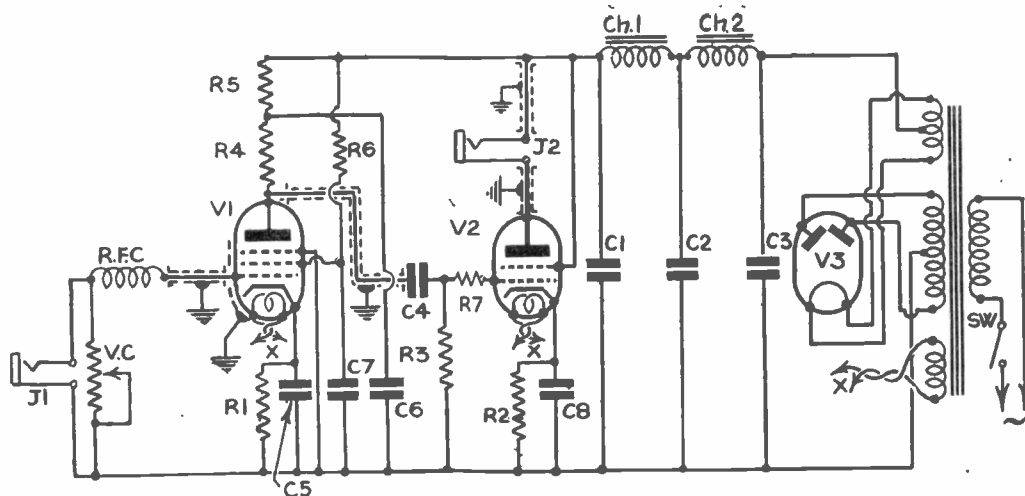 Ch.1
Ch.2
R5
R4
R6
J2
V1
V2
R.F.C
C1
C2
C3
V3
C4
R7
SW
X
X
V.C
R3
X
J1
R1
C7
C6
R2
C8
C5